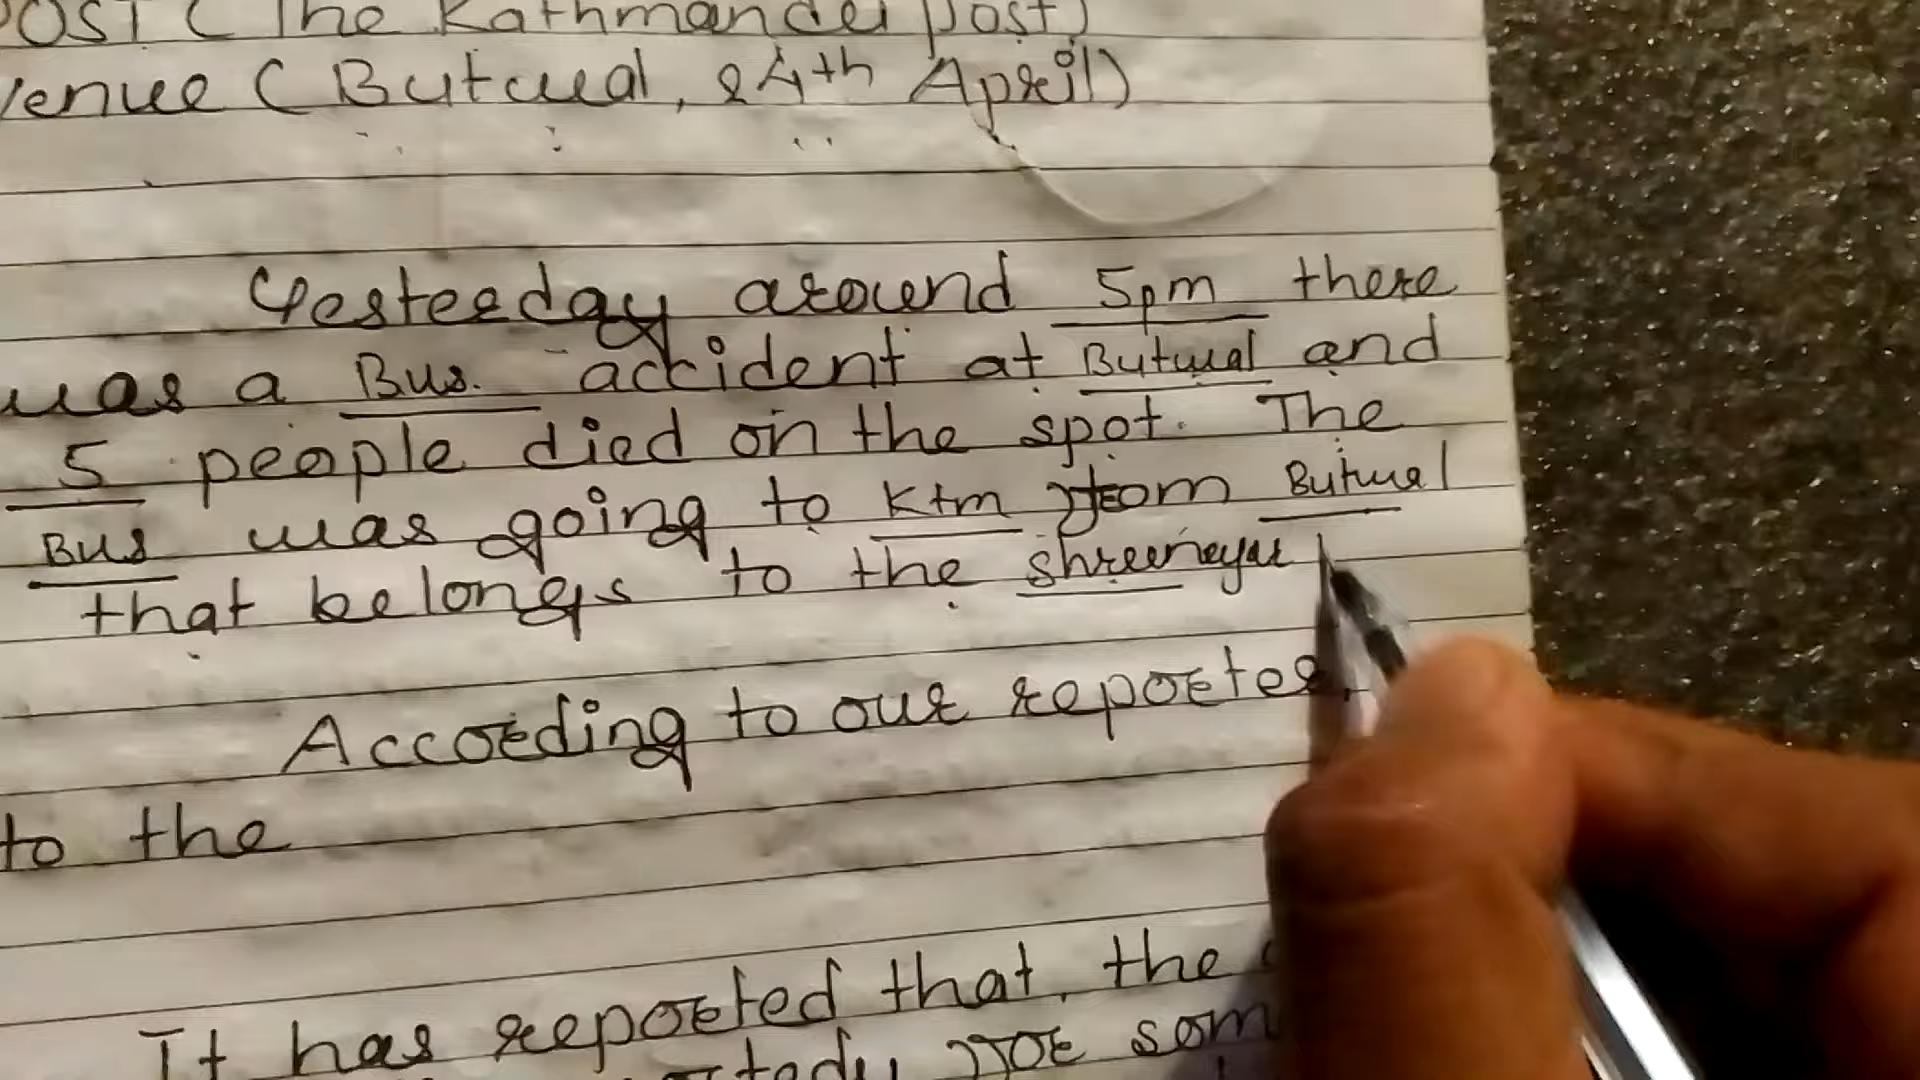 POST (The Kathmandu post)
venue (Butwal, 24th April)
Yesterday around 5pm there
was a Bus. accident at Butwal and
5 people died on the spot. The
Bus was going to Ktm from Butwal
that belongs to the
According to our reporter,
to the
It has reported that, the
for som